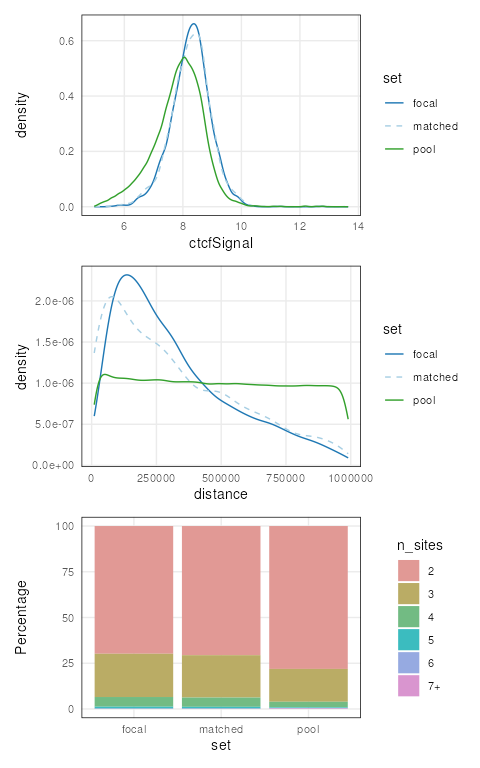 density
0.6
0.4
0.2
0.0
6 8 10 12 14
ctcfSignal
set
focal
matched
pool
density
2.0e-06
1.5e-06
1.0e-06
5.0e-07
0.0e+00
0 250000 500000 750000 1000000
distance
set
focal
matched
pool
Percentage
100
75
50
25
0
focal matched pool
set
n_sites
2
3
4
5
6
7+